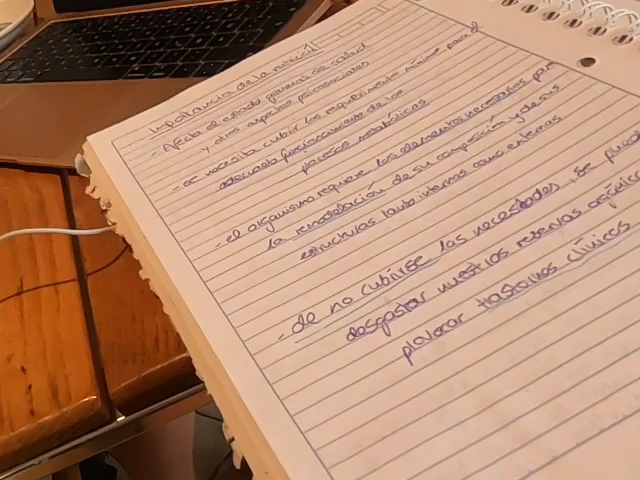 Importancia de la nutrición
- Afecta el estado general de salud
y otros aspectos psicosociales
- se necesita cubrir los requerimientos mínimos para el
adecuado funcionamiento de los
procesos metabólicos
- el organismo requiere los elementos necesarios para
la remodelación de su composición y de sus
estructuras tanto internas como externas
- de no cubrirse las necesidades, se puede
desgastar nuestras reservas orgánica
provocar trastornos clínicos